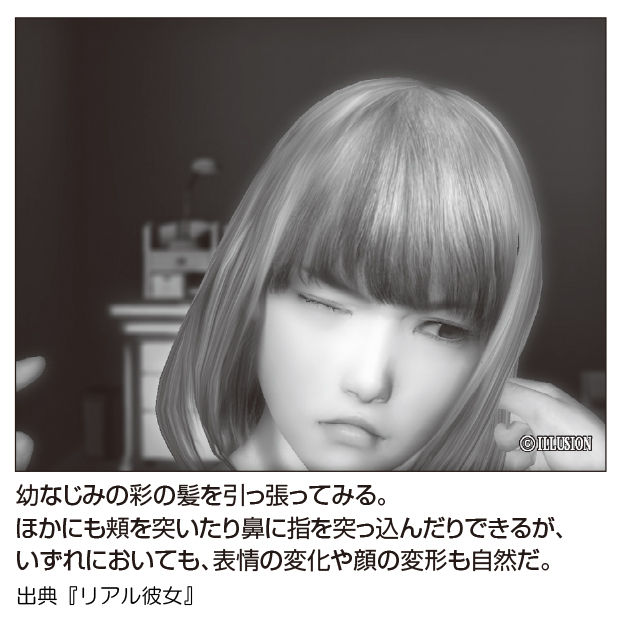 ©ILLUSION
幼なじみの彩の髪を引っ張ってみる。
ほかにも頬を突いたり鼻に指を突っ込んだりできるが、
いずれにおいても、表情の変化や顔の変形も自然だ。
出典『リアル彼女』